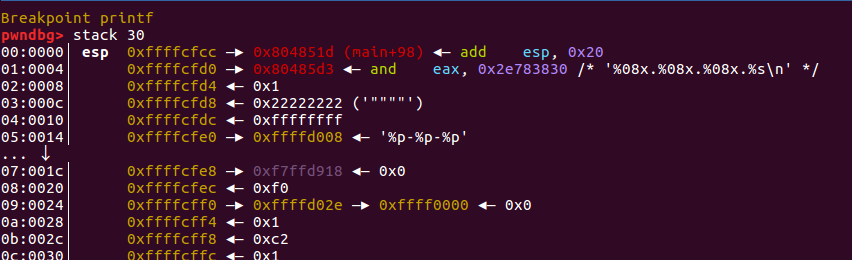 Breakpoint printf
pwndbg> stack 30
00:0000│ esp 0xffffcfcc —▸ 0x804851d (main+98) ◂— add esp, 0x20
01:0004│ 0xffffcfd0 —▸ 0x80485d3 ◂— and eax, 0x2e783830 /* '%08x.%08x.%08x.%s\n' */
02:0008│ 0xffffcfd4 ◂— 0x1
03:000c│ 0xffffcfd8 ◂— 0x22222222 ('""""')
04:0010│ 0xffffcfdc ◂— 0xffffffff
05:0014│ 0xffffcfe0 —▸ 0xffffd008 ◂— '%p-%p-%p'
... ↓
07:001c│ 0xffffcfe8 —▸ 0xf7ffd918 ◂— 0x0
08:0020│ 0xffffcfec ◂— 0xf0
09:0024│ 0xffffcff0 —▸ 0xffffd02e —▸ 0xffff0000 ◂— 0x0
0a:0028│ 0xffffcff4 ◂— 0x1
0b:002c│ 0xffffcff8 ◂— 0xc2
0c:0030│ 0xffffcffc ◂— 0x1